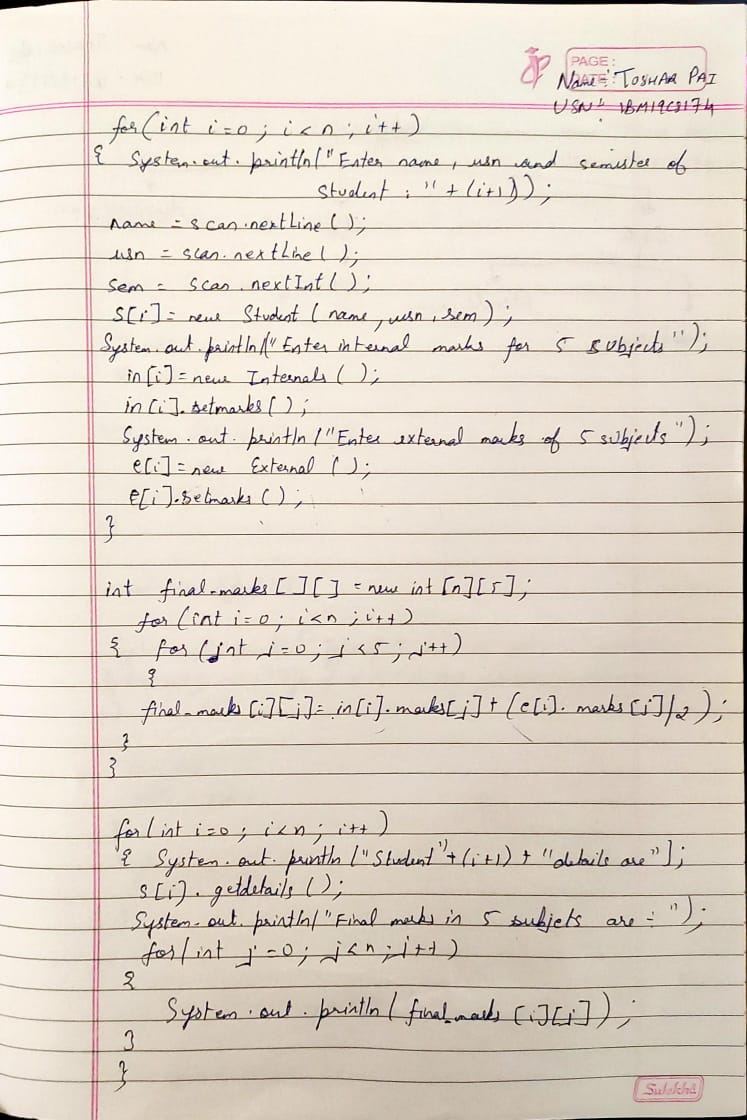 PAGE:
DATE:
Name: TOSHAR PAI
USN: 1BM19CS174
for(int i=0; i<n; i++)
{ System.out.println("Enter name, usn and semister of
Student : " + (i+1));
name = scan.nextLine();
usn = scan.nextLine();
sem = scan.nextInt();
s[i] = new Student(name, usn, sem);
System.out.println("Enter internal marks for 5 subjects");
in[i] = new Internals();
in[i].setmarks();
System.out.println("Enter external marks of 5 subjects");
e[i] = new External();
e[i].setmarks();
}
int final_marks[][] = new int[n][5];
for(int i=0; i<n; i++)
{ for(int j=0; j<5; j++)
{
final_marks[i][j] = in[i].marks[j] + (e[i].marks[j]/2);
}
}
for(int i=0; i<n; i++)
{ System.out.println("Student"+(i+1) + "details are");
s[i].getdetails();
System.out.println("Final marks in 5 subjets are = ");
for(int j=0; j<n; j++)
{
System.out.println(final_marks[i][j]);
}
}
Sulekha